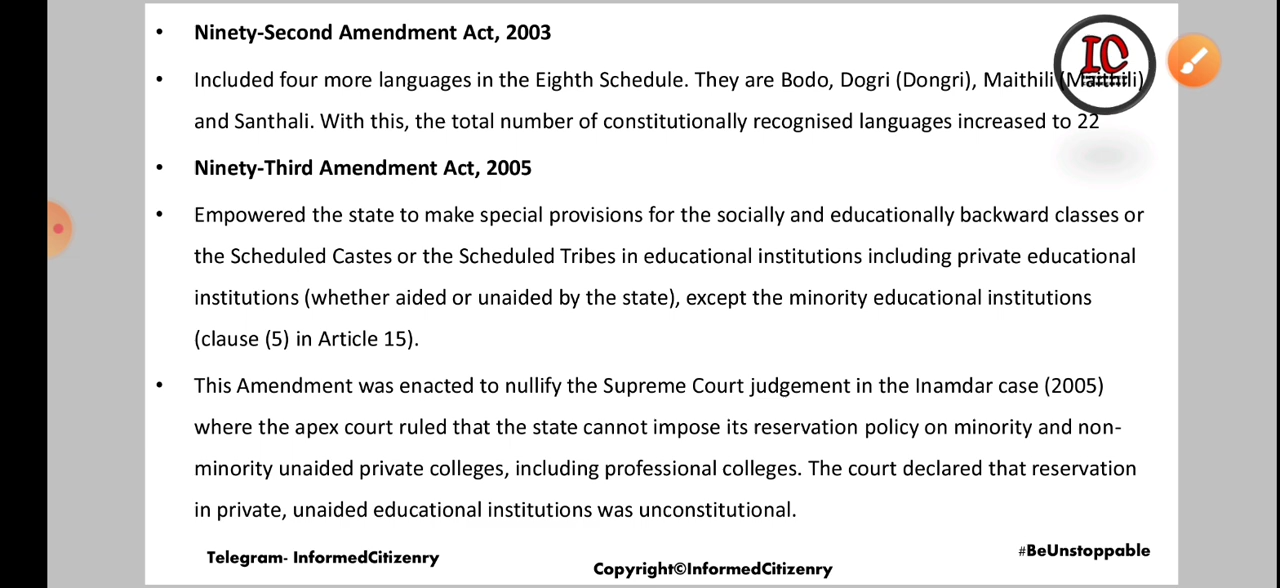 • Ninety-Second Amendment Act, 2003
IC
• Included four more languages in the Eighth Schedule. They are Bodo, Dogri (Dongri), Maithili (Maithili)
and Santhali. With this, the total number of constitutionally recognised languages increased to 22
• Ninety-Third Amendment Act, 2005
• Empowered the state to make special provisions for the socially and educationally backward classes or
the Scheduled Castes or the Scheduled Tribes in educational institutions including private educational
institutions (whether aided or unaided by the state), except the minority educational institutions
(clause (5) in Article 15).
• This Amendment was enacted to nullify the Supreme Court judgement in the Inamdar case (2005)
where the apex court ruled that the state cannot impose its reservation policy on minority and non-
minority unaided private colleges, including professional colleges. The court declared that reservation
in private, unaided educational institutions was unconstitutional.
Telegram- InformedCitizenry
Copyright©InformedCitizenry
#BeUnstoppable